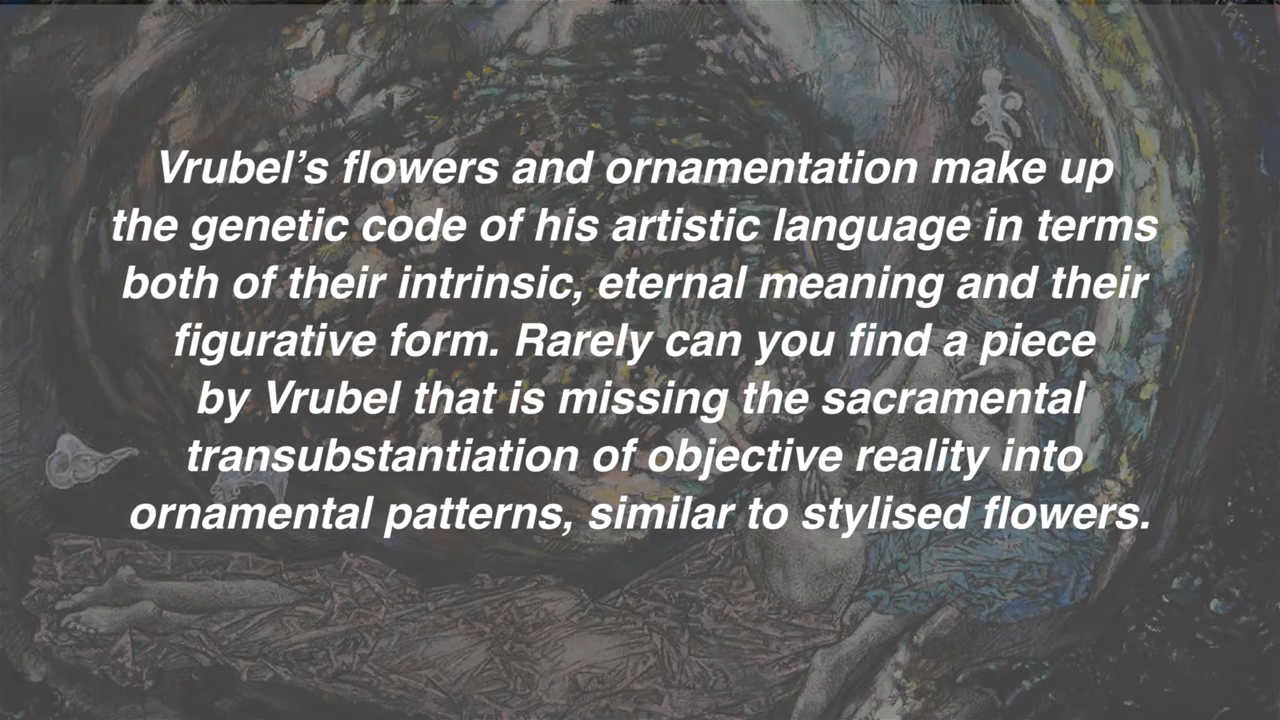 Vrubel’s flowers and ornamentation make up
the genetic code of his artistic language in terms
both of their intrinsic, eternal meaning and their
figurative form. Rarely can you find a piece
by Vrubel that is missing the sacramental
transubstantiation of objective reality into
ornamental patterns, similar to stylised flowers.